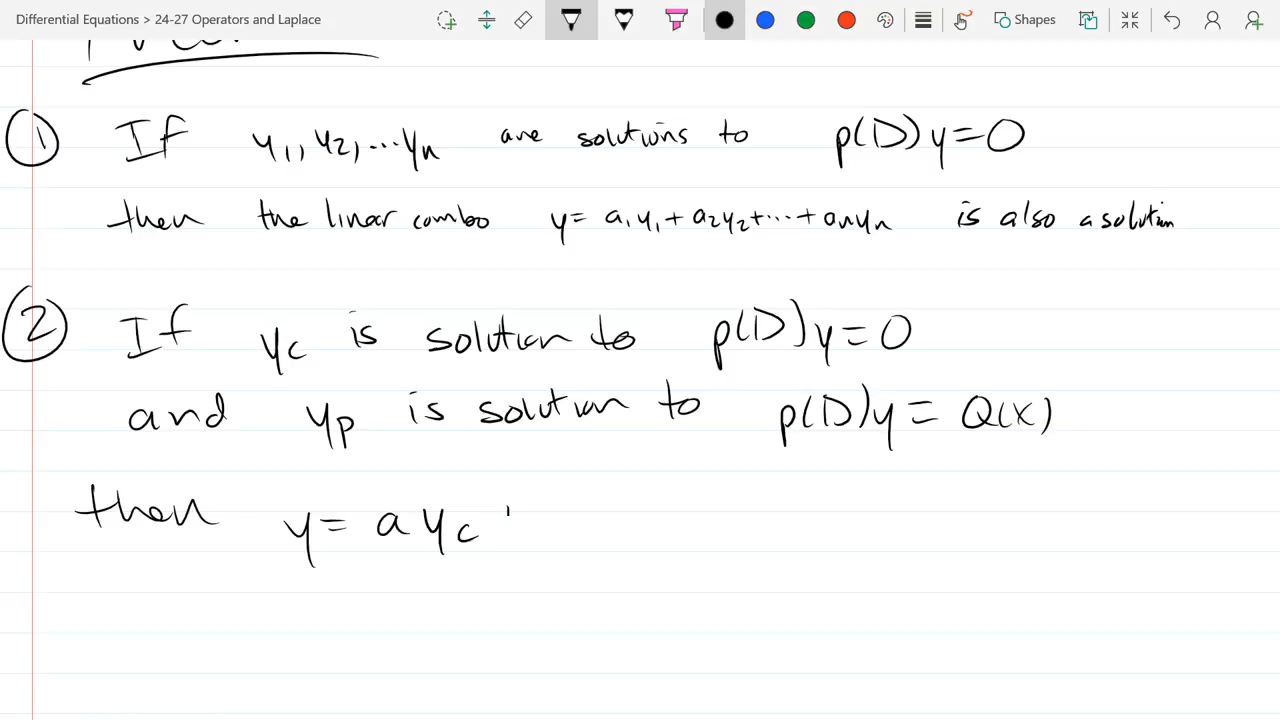 Differential Equations > 24-27 Operators and Laplace
Shapes
① If y₁, y₂, ... yₙ are solutions to p(D)y=0
then the linear combo y= a₁y₁ + a₂y₂ + ... + aₙyₙ is also a solution
② If yc is solution to p(D)y=0
and yp is solution to p(D)y= Q(x)
then y= a yc